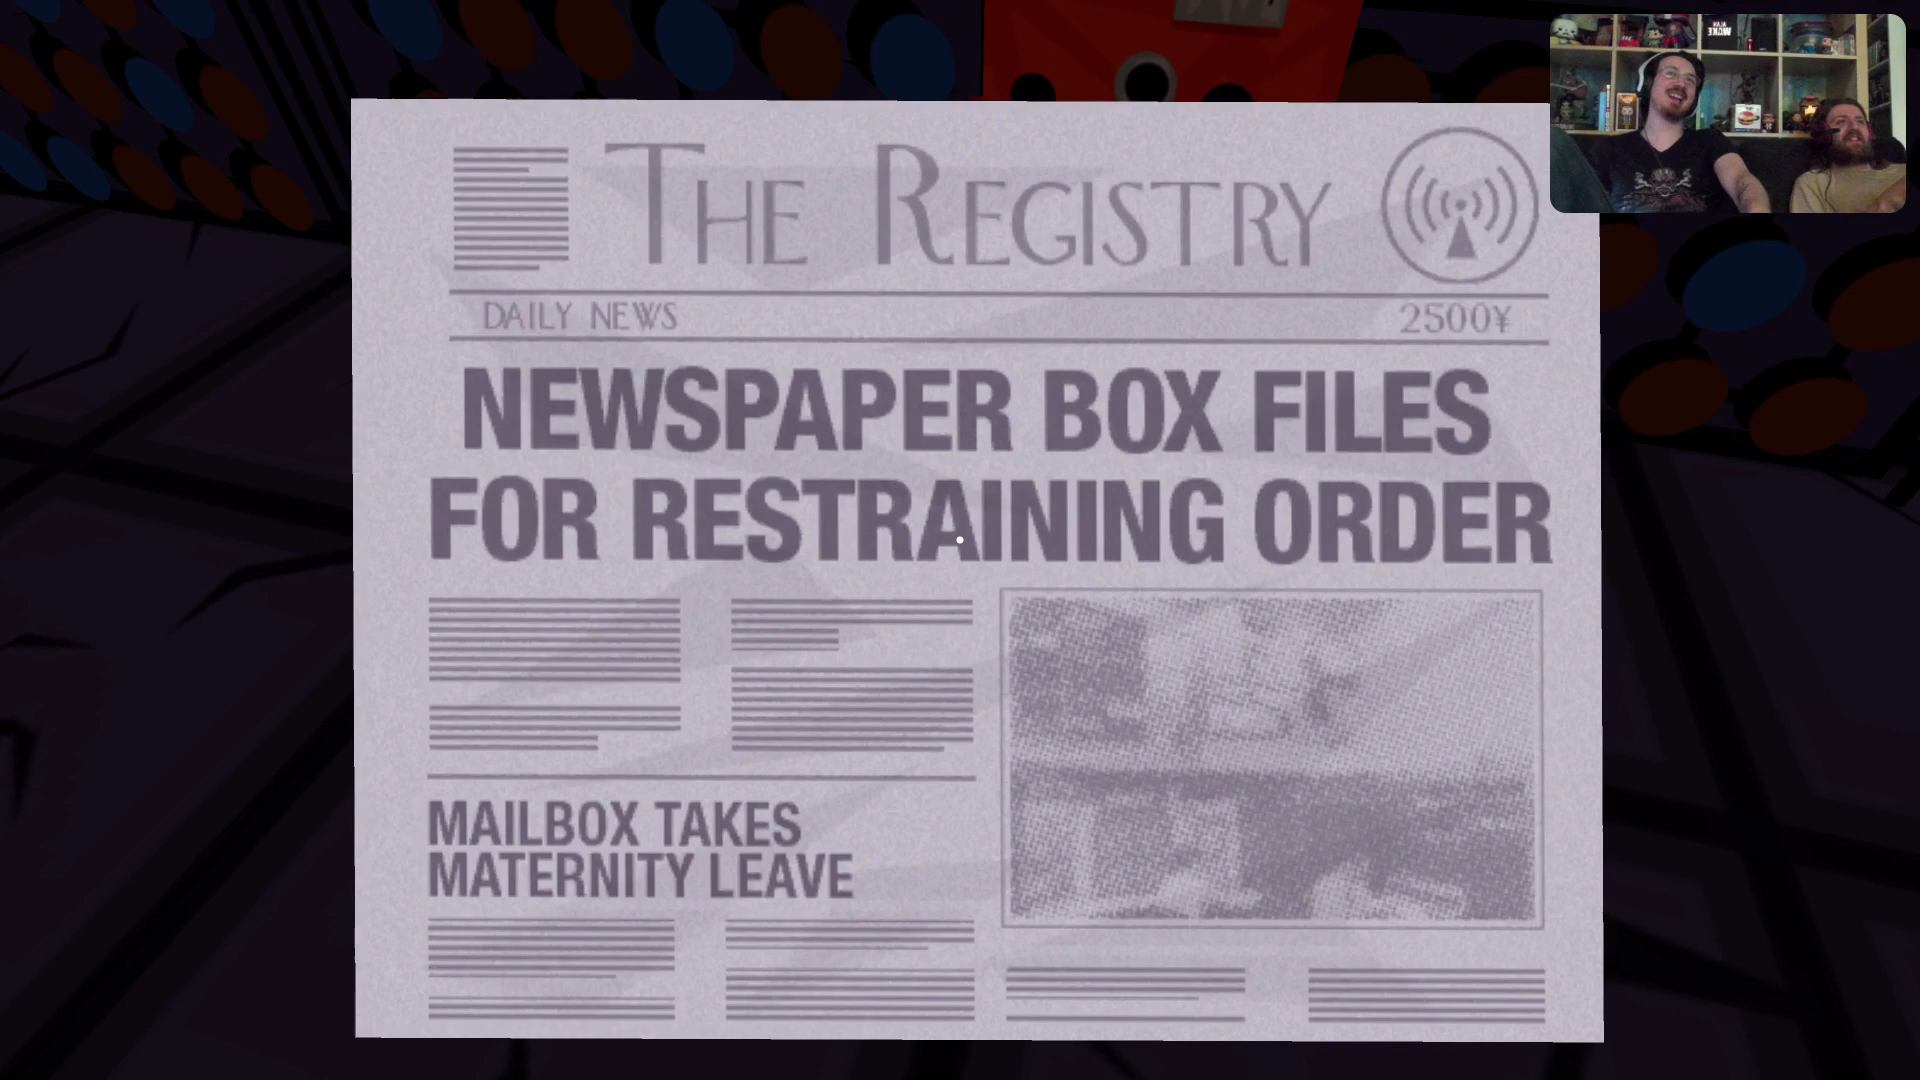 THE REGISTRY
DAILY NEWS
2500¥
NEWSPAPER BOX FILES
FOR RESTRAINING ORDER
MAILBOX TAKES
MATERNITY LEAVE